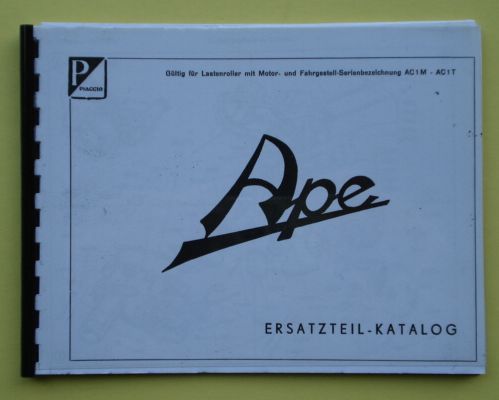 Gültig für Lastenroller mit Motor- und Fahrgestell-Serienbezeichnung AC1M - AC1T
P
PIAGGIO
Ape
ERSATZTEIL-KATALOG